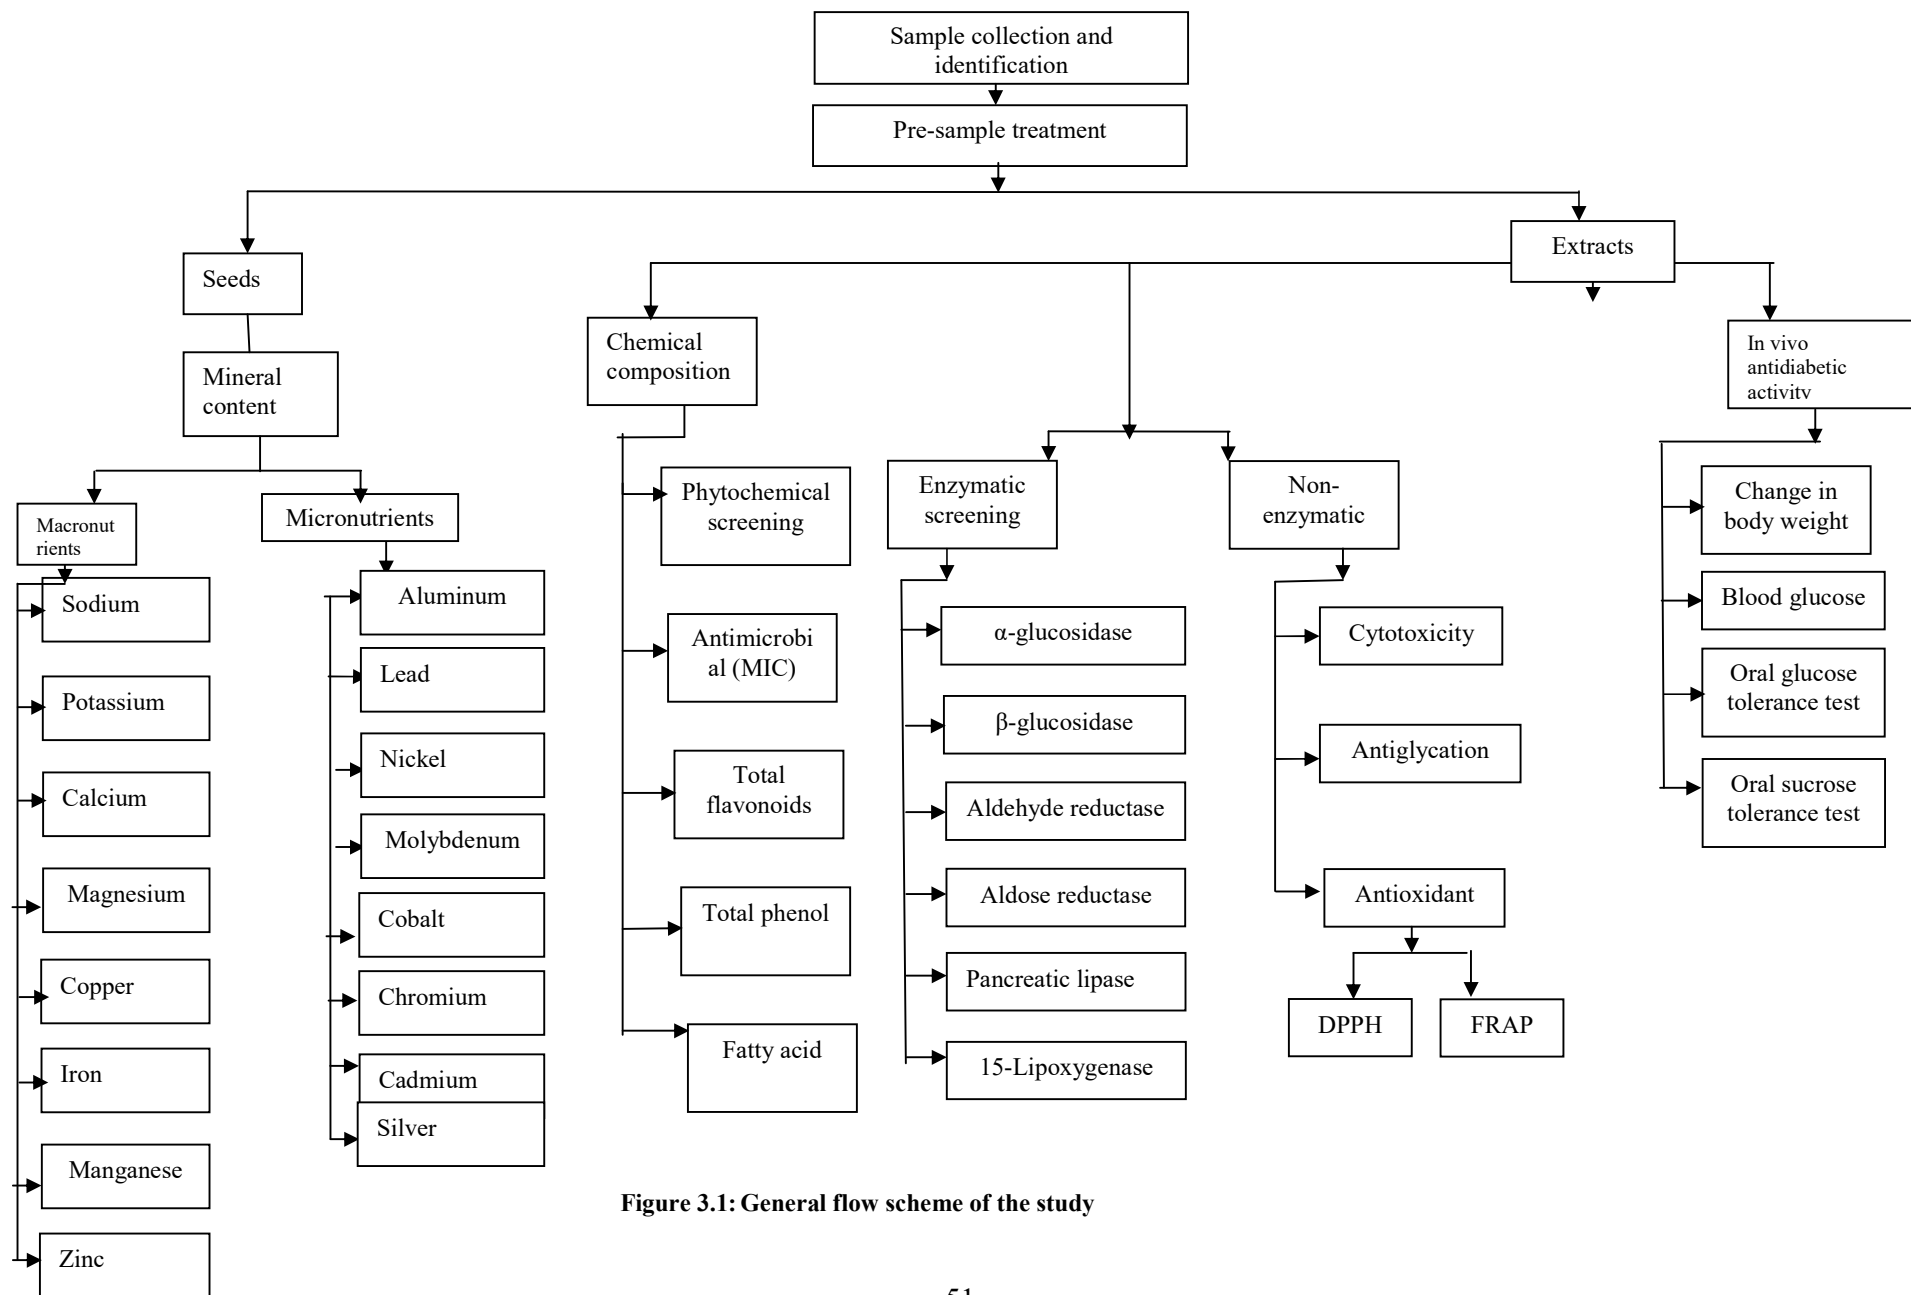 Sample collection and
identification
Pre-sample treatment
Seeds
Extracts
Mineral
content
Chemical
composition
In vivo
antidiabetic
activity
Macronut
rients
Micronutrients
Sodium
Potassium
Calcium
Magnesium
Copper
Iron
Manganese
Zinc
Aluminum
Lead
Nickel
Molybdenum
Cobalt
Chromium
Cadmium
Silver
Phytochemical
screening
Antimicrobi
al (MIC)
Total
flavonoids
Total phenol
Fatty acid
Enzymatic
screening
α-glucosidase
β-glucosidase
Aldehyde reductase
Aldose reductase
Pancreatic lipase
15-Lipoxygenase
Non-
enzymatic
Cytotoxicity
Antiglycation
Antioxidant
DPPH
FRAP
Change in
body weight
Blood glucose
Oral glucose
tolerance test
Oral sucrose
tolerance test
Figure 3.1: General flow scheme of the study
51